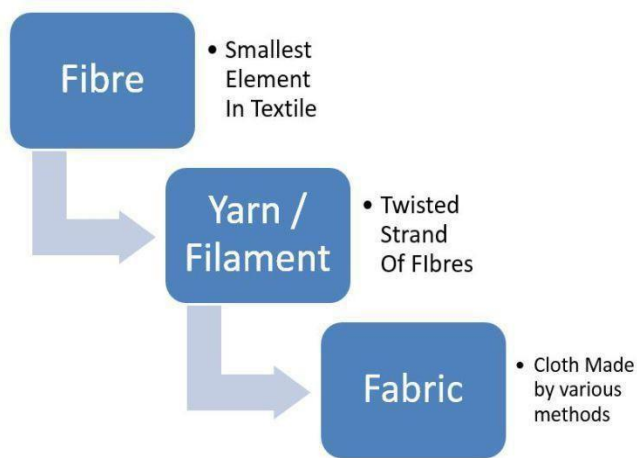 Fibre
• Smallest
Element
In Textile
Yarn /
Filament
• Twisted
Strand
Of FIbres
Fabric
• Cloth Made
by various
methods